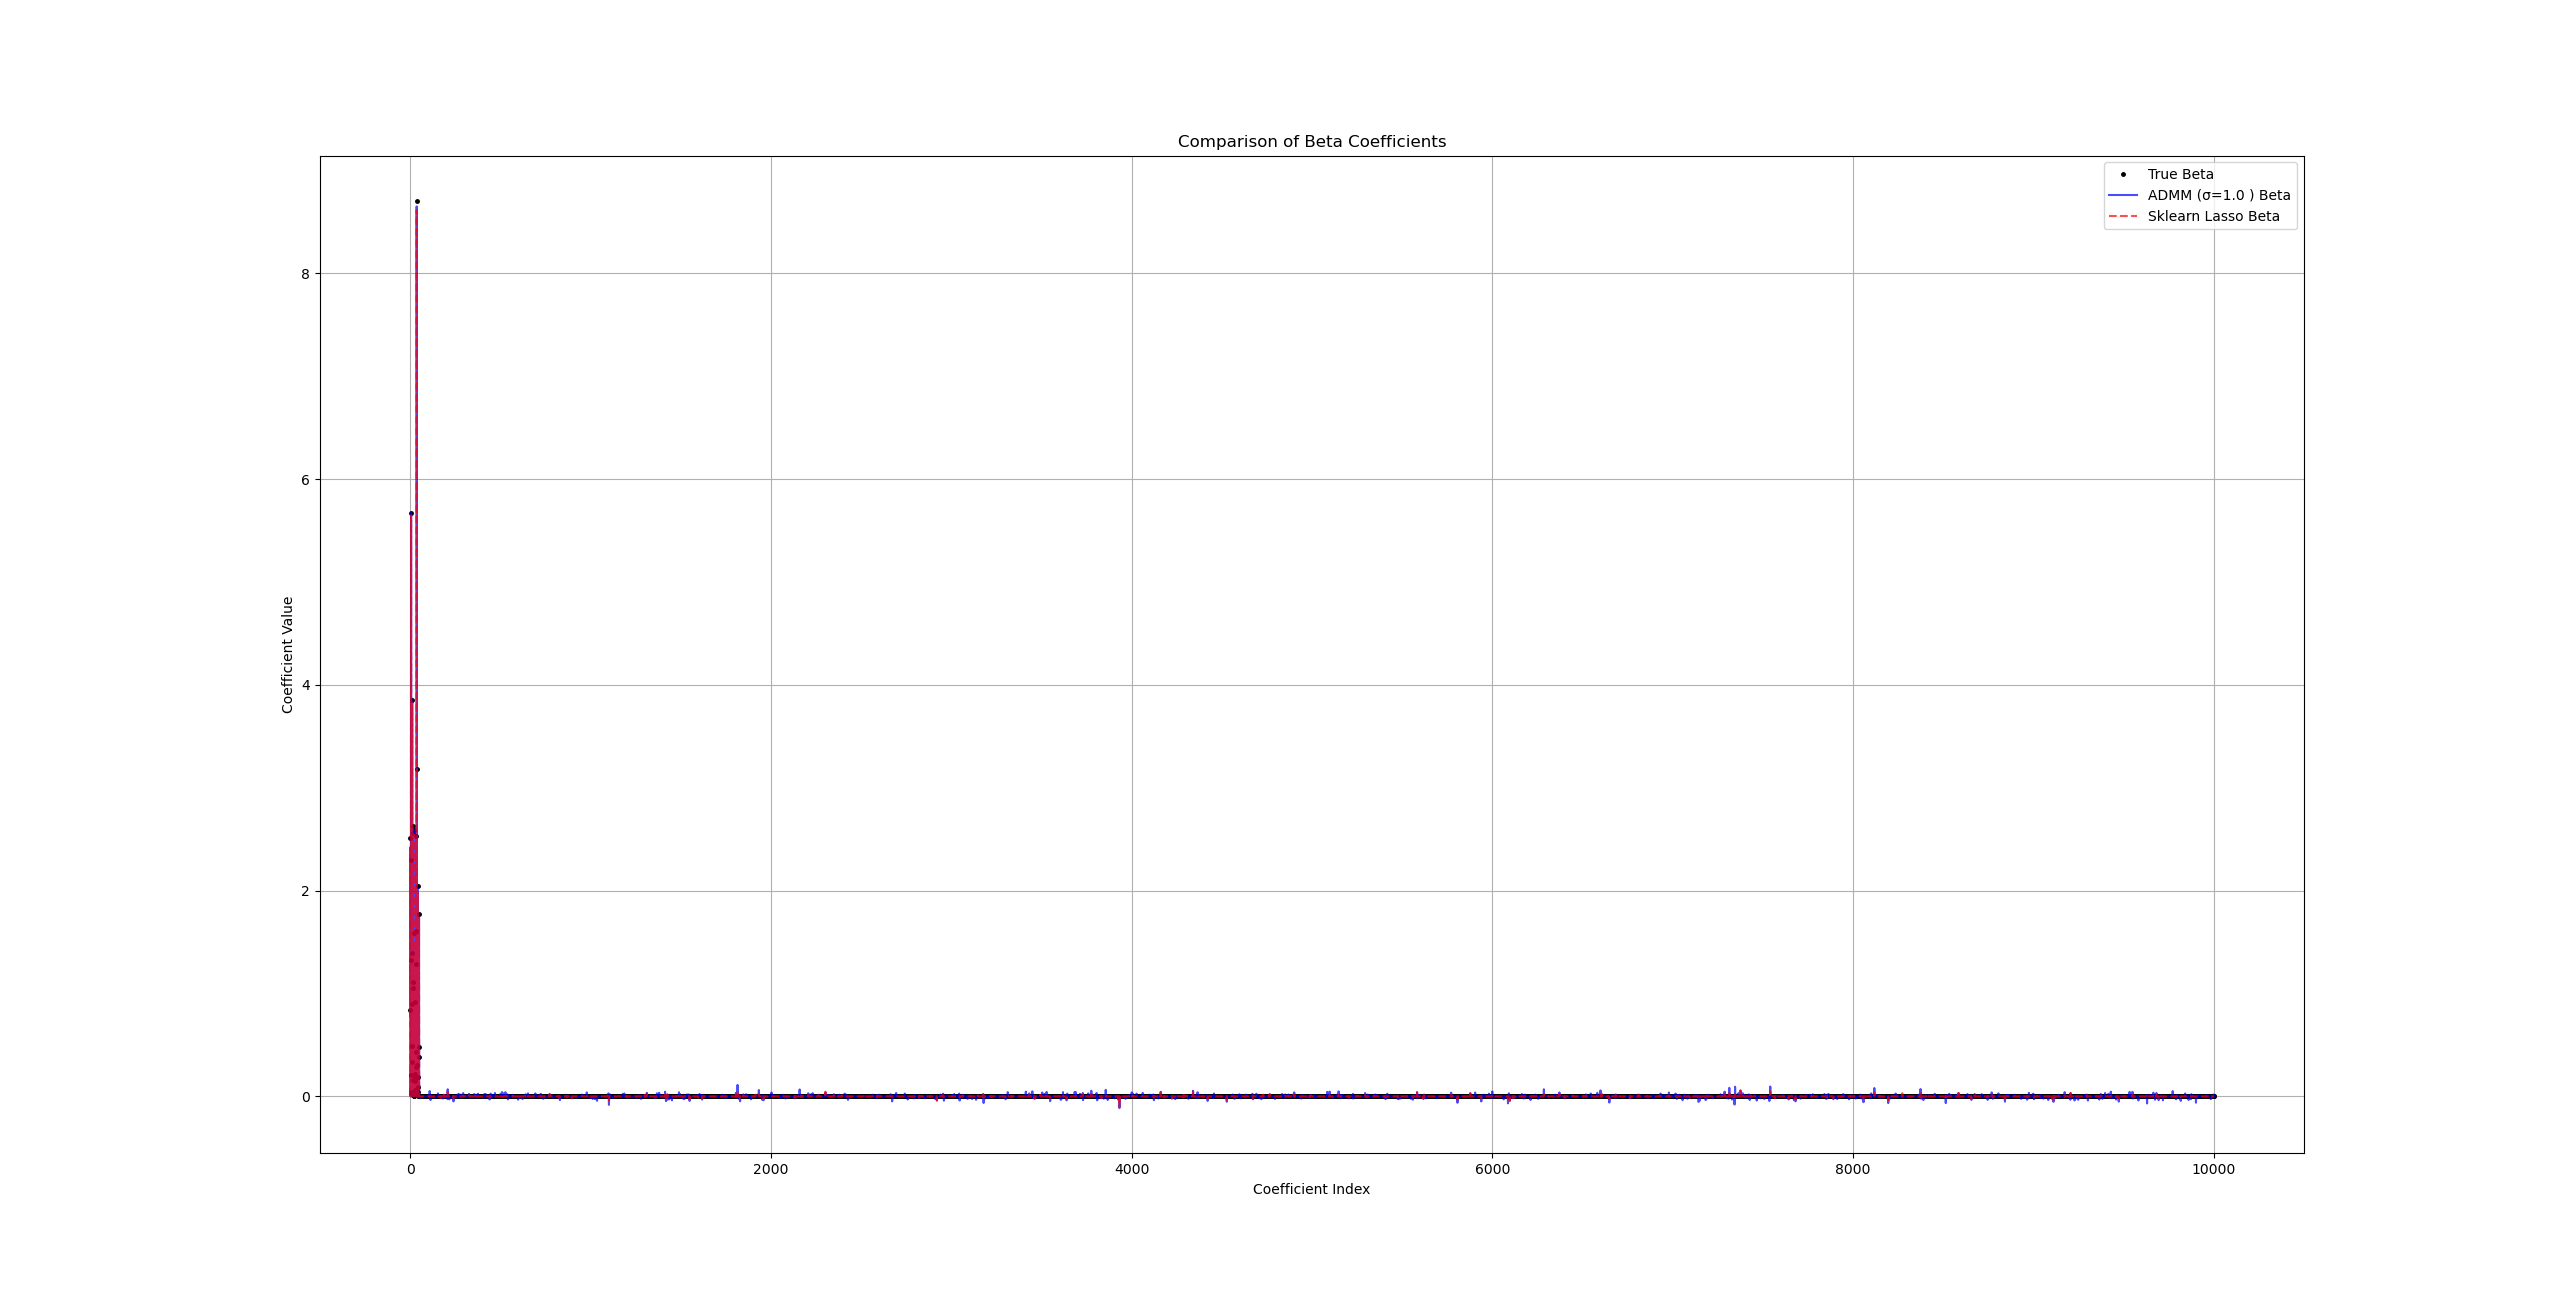 Comparison of Beta Coefficients
True Beta
ADMM (σ=1.0 ) Beta
Sklearn Lasso Beta
Coefficient Value
8
6
4
2
0
0 2000 4000 6000 8000 10000
Coefficient Index